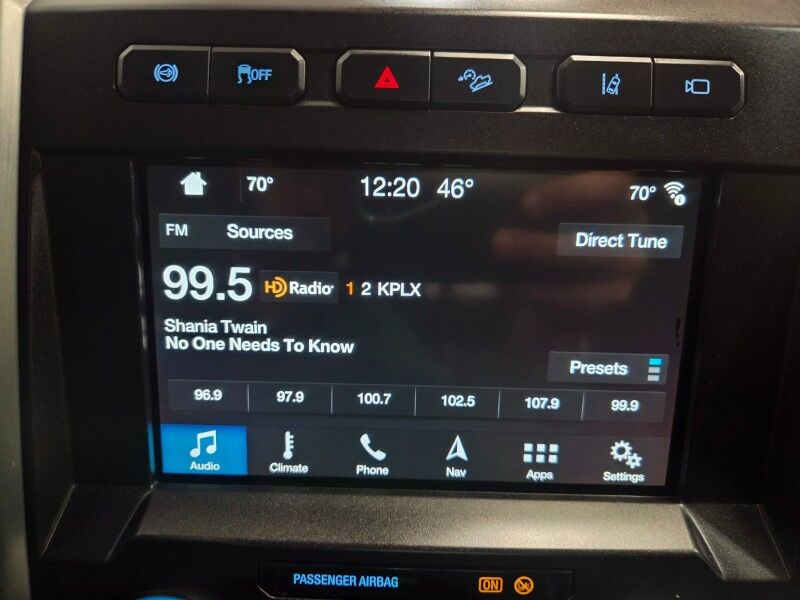 OFF
70° 12:20 46° 70°
FM Sources Direct Tune
99.5 HD Radio 1 2 KPLX
Shania Twain
No One Needs To Know
Presets
96.9 97.9 100.7 102.5 107.9 99.9
Audio Climate Phone Nav Apps Settings
PASSENGER AIRBAG ON